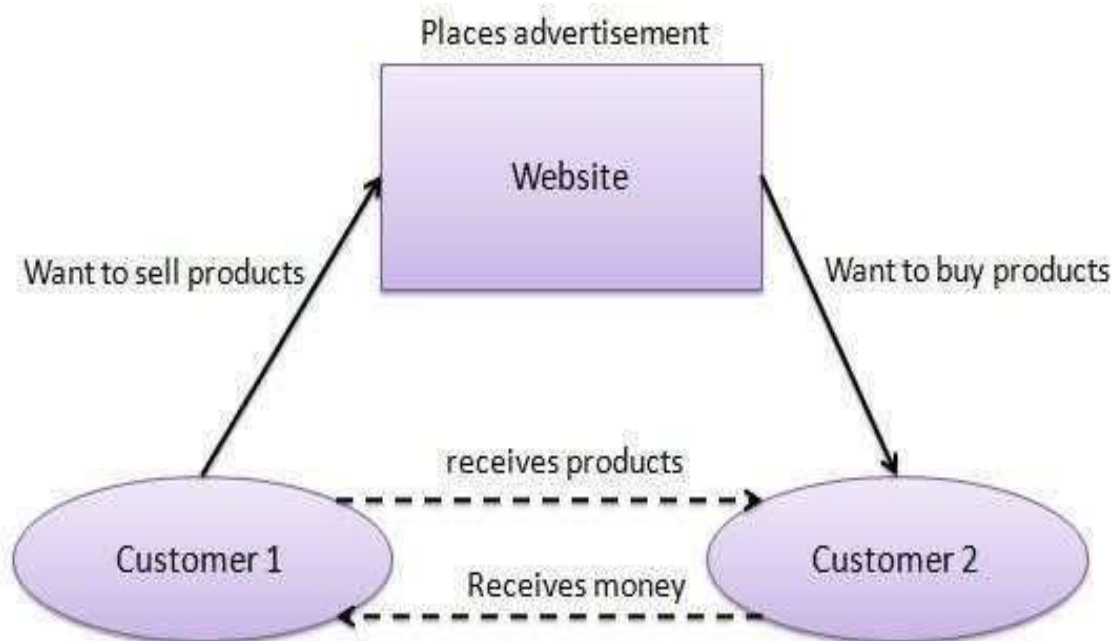 Places advertisement
Website
Want to sell products
Want to buy products
receives products
Customer 1
Customer 2
Receives money